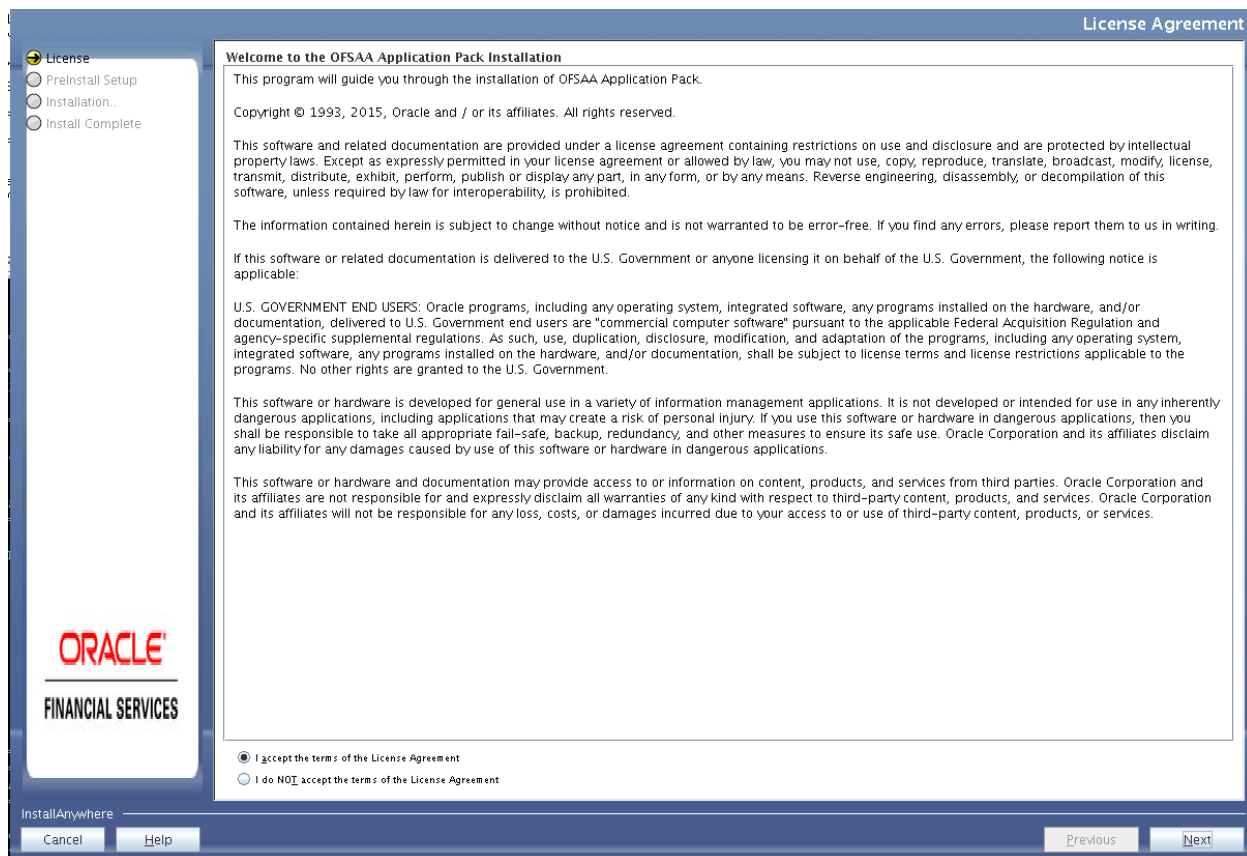 License Agreement
License
PreInstall Setup
Installation..
Install Complete
Welcome to the OFSAA Application Pack Installation
This program will guide you through the installation of OFSAA Application Pack.
Copyright © 1993, 2015, Oracle and / or its affiliates. All rights reserved.
This software and related documentation are provided under a license agreement containing restrictions on use and disclosure and are protected by intellectual
property laws. Except as expressly permitted in your license agreement or allowed by law, you may not use, copy, reproduce, translate, broadcast, modify, license,
transmit, distribute, exhibit, perform, publish or display any part, in any form, or by any means. Reverse engineering, disassembly, or decompilation of this
software, unless required by law for interoperability, is prohibited.
The information contained herein is subject to change without notice and is not warranted to be error-free. If you find any errors, please report them to us in writing.
If this software or related documentation is delivered to the U.S. Government or anyone licensing it on behalf of the U.S. Government, the following notice is
applicable:
U.S. GOVERNMENT END USERS: Oracle programs, including any operating system, integrated software, any programs installed on the hardware, and/or
documentation, delivered to U.S. Government end users are "commercial computer software" pursuant to the applicable Federal Acquisition Regulation and
agency-specific supplemental regulations. As such, use, duplication, disclosure, modification, and adaptation of the programs, including any operating system,
integrated software, any programs installed on the hardware, and/or documentation, shall be subject to license terms and license restrictions applicable to the
programs. No other rights are granted to the U.S. Government.
This software or hardware is developed for general use in a variety of information management applications. It is not developed or intended for use in any inherently
dangerous applications, including applications that may create a risk of personal injury. If you use this software or hardware in dangerous applications, then you
shall be responsible to take all appropriate fail-safe, backup, redundancy, and other measures to ensure its safe use. Oracle Corporation and its affiliates disclaim
any liability for any damages caused by use of this software or hardware in dangerous applications.
This software or hardware and documentation may provide access to or information on content, products, and services from third parties. Oracle Corporation and
its affiliates are not responsible for and expressly disclaim all warranties of any kind with respect to third-party content, products, and services. Oracle Corporation
and its affiliates will not be responsible for any loss, costs, or damages incurred due to your access to or use of third-party content, products, or services.
ORACLE
FINANCIAL SERVICES
I accept the terms of the License Agreement
I do NOT accept the terms of the License Agreement
InstallAnywhere
Cancel
Help
Previous
Next